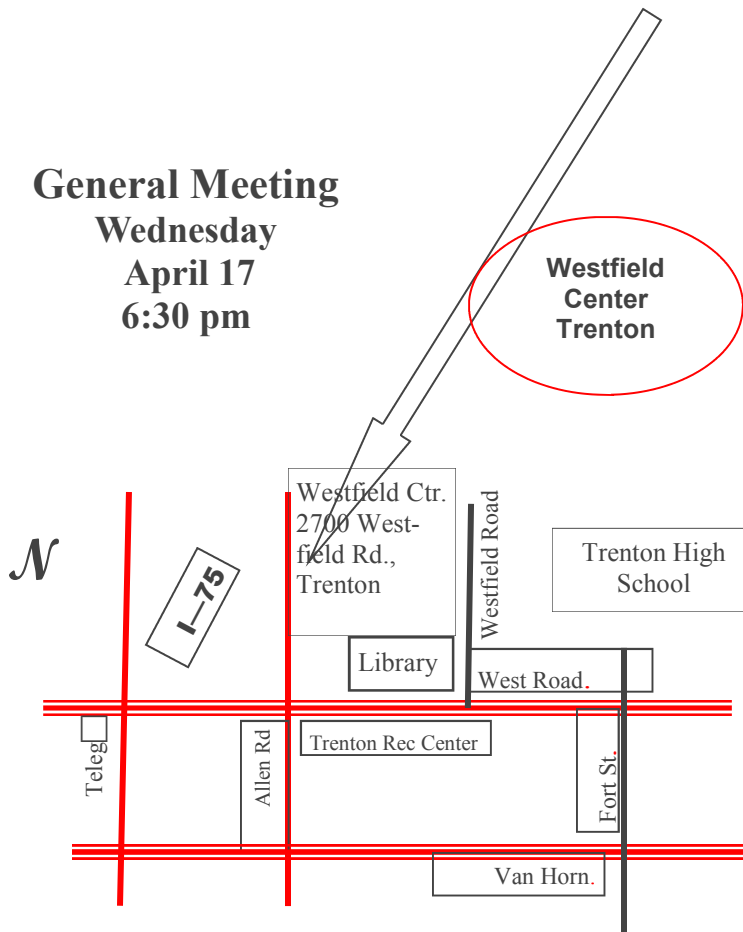 General Meeting
Wednesday
April 17
6:30 pm
Westfield
Center
Trenton
Westfield Ctr.
2700 West-
field Rd.,
Trenton
Westfield Road
Trenton High
School
N
I—75
Library
West Road.
Teleg
Allen Rd
Trenton Rec Center
Fort St.
Van Horn.